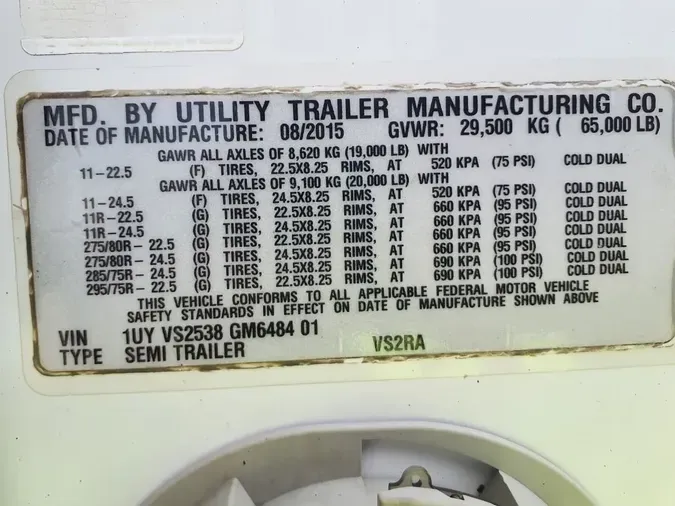 MFD. BY UTILITY TRAILER MANUFACTURING CO.
DATE OF MANUFACTURE: 08/2015 GVWR: 29,500 KG ( 65,000 LB)
GAWR ALL AXLES OF 8,620 KG (19,000 LB) WITH
11-22.5 (F) TIRES, 22.5X8.25 RIMS, AT 520 KPA (75 PSI) COLD DUAL
GAWR ALL AXLES OF 9,100 KG (20,000 LB) WITH
11-24.5 (F) TIRES, 24.5X8.25 RIMS, AT 520 KPA (75 PSI) COLD DUAL
11R-22.5 (G) TIRES, 22.5X8.25 RIMS, AT 660 KPA (95 PSI) COLD DUAL
11R-24.5 (G) TIRES, 24.5X8.25 RIMS, AT 660 KPA (95 PSI) COLD DUAL
275/80R-22.5 (G) TIRES, 22.5X8.25 RIMS, AT 660 KPA (95 PSI) COLD DUAL
275/80R-24.5 (G) TIRES, 24.5X8.25 RIMS, AT 660 KPA (95 PSI) COLD DUAL
285/75R-24.5 (G) TIRES, 24.5X8.25 RIMS, AT 690 KPA (100 PSI) COLD DUAL
295/75R-22.5 (G) TIRES, 22.5X8.25 RIMS, AT 690 KPA (100 PSI) COLD DUAL
THIS VEHICLE CONFORMS TO ALL APPLICABLE FEDERAL MOTOR VEHICLE
SAFETY STANDARDS IN EFFECT ON DATE OF MANUFACTURE SHOWN ABOVE
VIN 1UY VS2538 GM6484 01
TYPE SEMI TRAILER VS2RA